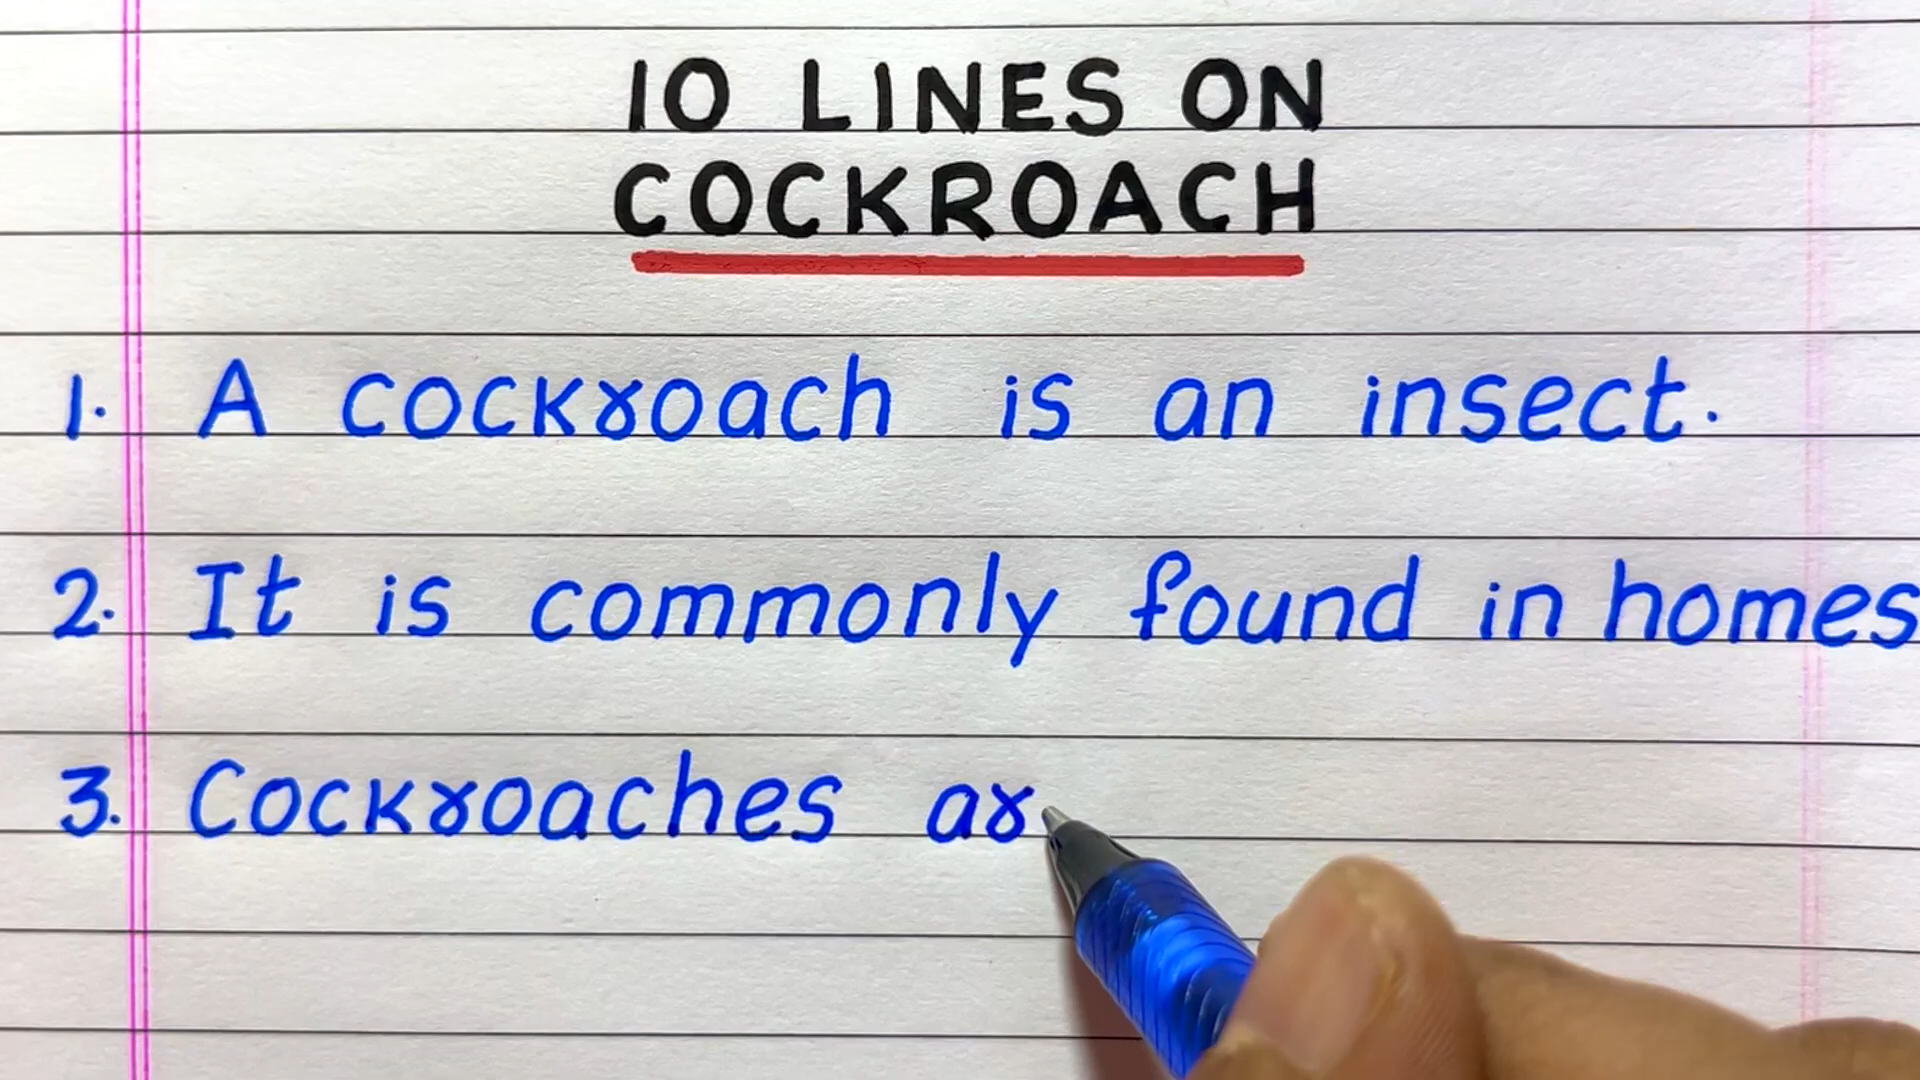 10 LINES ON
COCKROACH
1. A cockroach is an insect.
2. It is commonly found in homes
3. Cockroaches ar